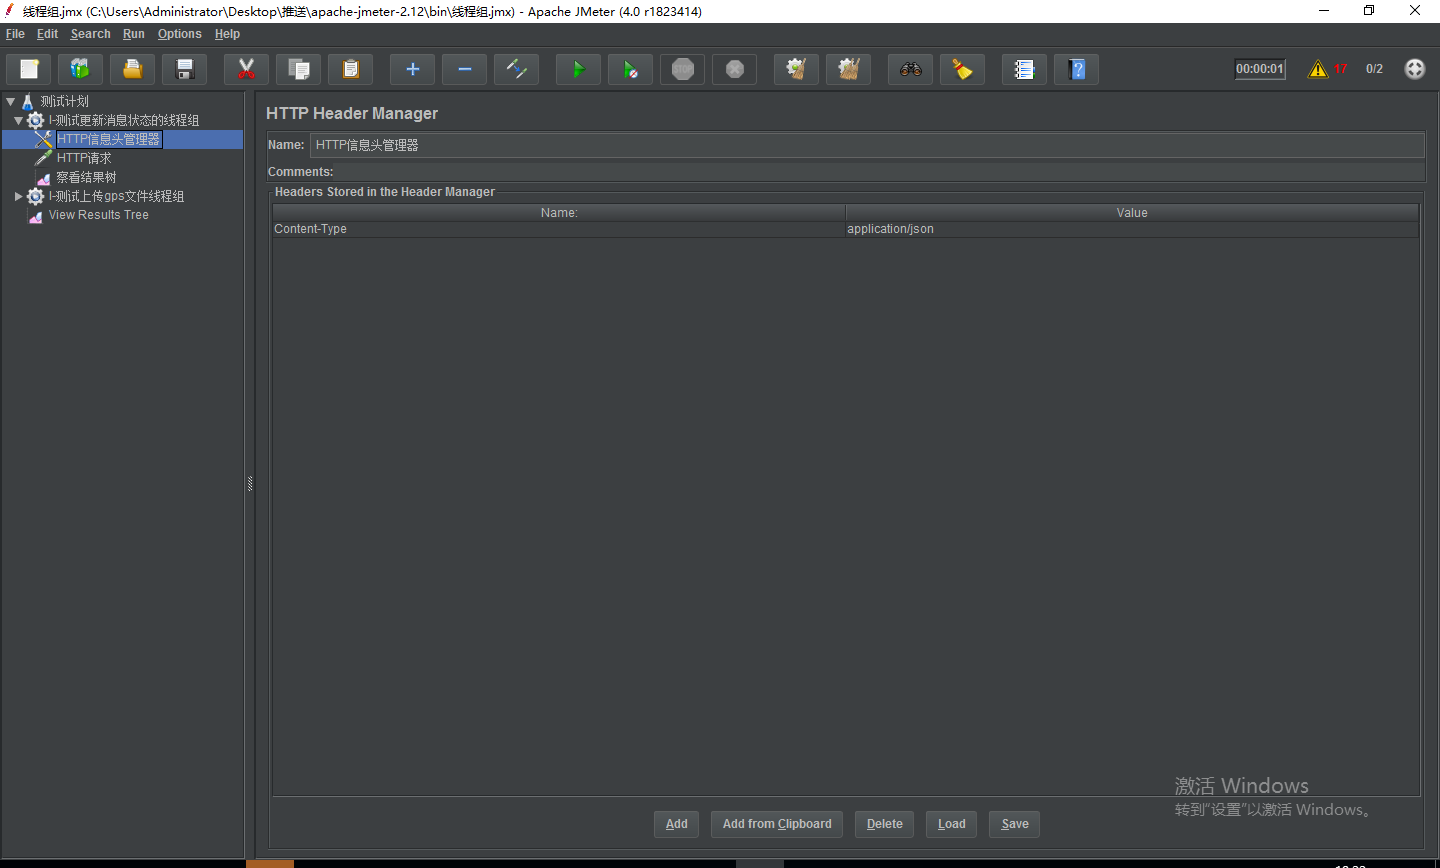 线程组.jmx (C:\Users\Administrator\Desktop\推送\apache-jmeter-2.12\bin\线程组.jmx) - Apache JMeter (4.0 r1823414)
File Edit Search Run Options Help
STOP 00:00:01 17 0/2
测试计划
I-测试更新消息状态的线程组
HTTP信息头管理器
HTTP请求
察看结果树
I-测试上传gps文件线程组
View Results Tree
HTTP Header Manager
Name: HTTP信息头管理器
Comments:
Headers Stored in the Header Manager
Name: Value
Content-Type application/json
激活 Windows
转到"设置"以激活 Windows。
Add Add from Clipboard Delete Load Save